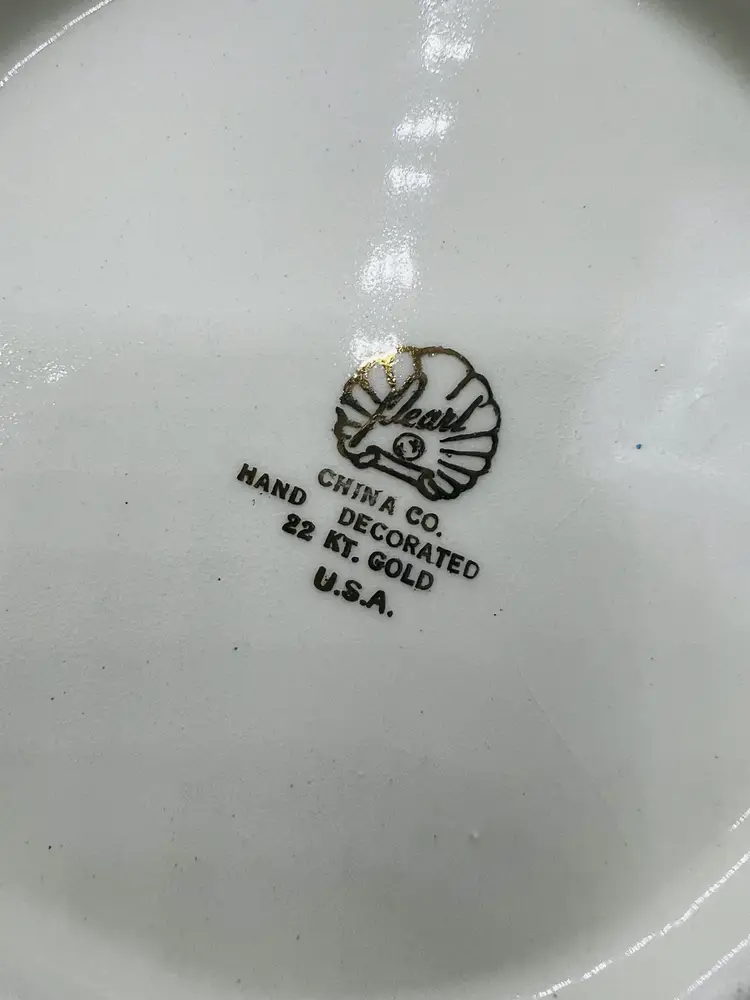 Pearl
CHINA CO.
HAND DECORATED
22 KT. GOLD
U.S.A.